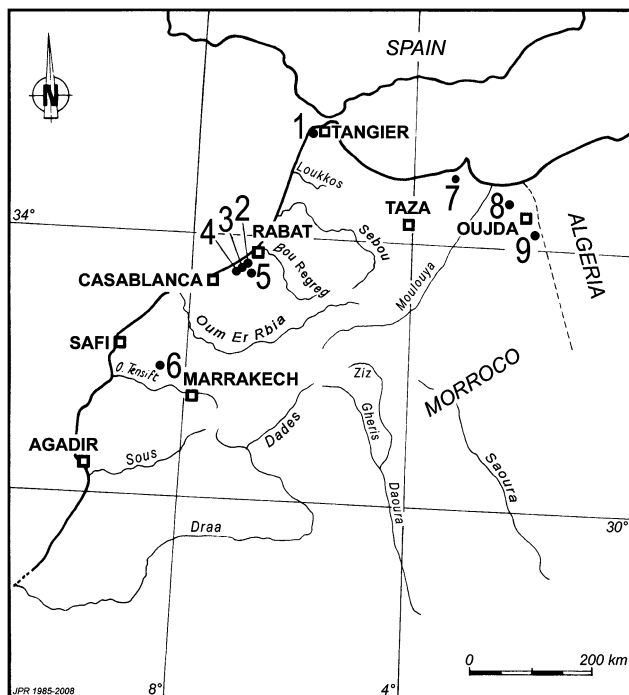 SPAIN
N
1
TANGIER
Loukkos
7
34°
2
3
4
RABAT
Sebou
TAZA
8
OUJDA
9
ALGERIA
5
Bou Regreg
CASABLANCA
Moulouya
Oum Er Rbia
SAFI
6
O. Tensift
MARRAKECH
Ziz
MORROCO
AGADIR
Sous
Dades
Gheris
Saoura
Daoura
Draa
30°
0 200 km
JPR 1985-2008
8°
4°